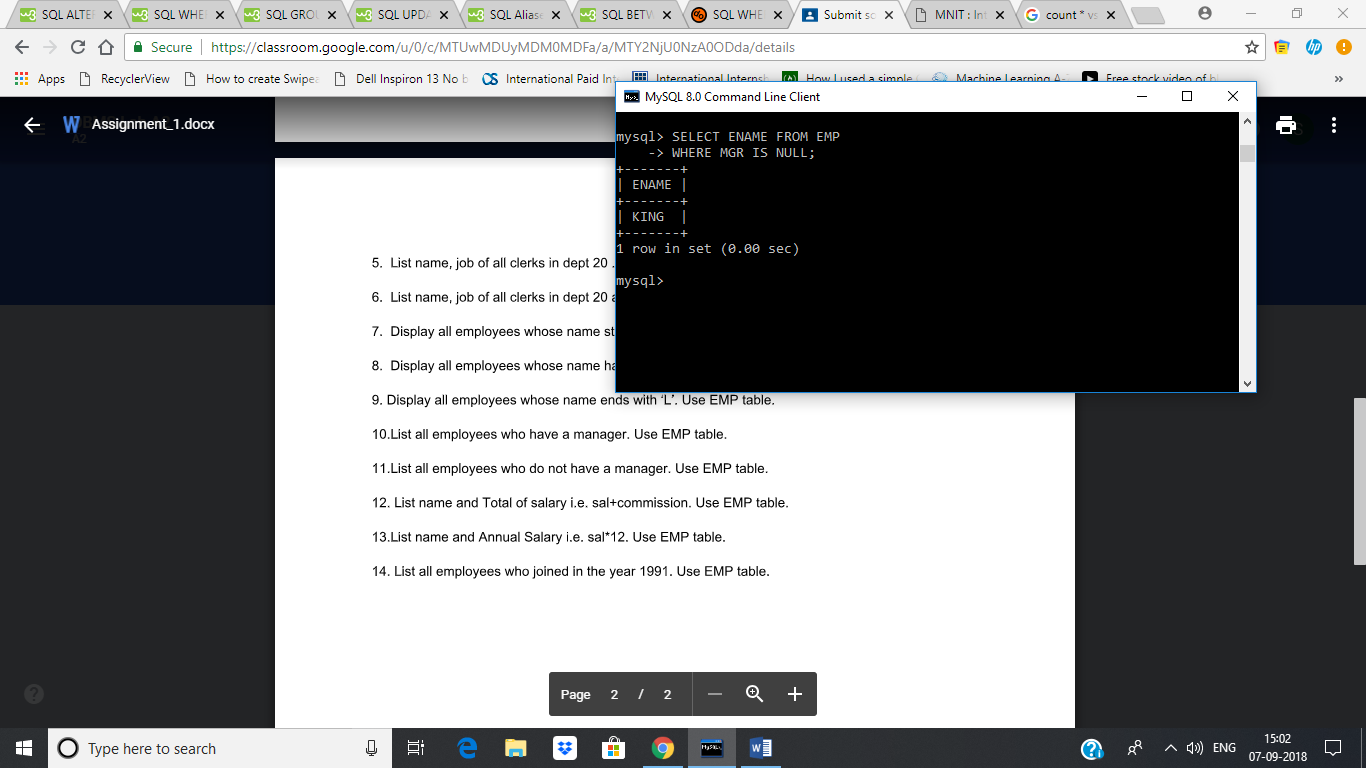 SQL ALTE
SQL WHE
SQL GROU
SQL UPDA
SQL Aliase
SQL BETW
SQL WHE
Submit sc
MNIT : Int
count * vs
Secure
https://classroom.google.com/u/0/c/MTUwMDUyMDM0MDFa/a/MTY2NjU0NzA0ODda/details
Apps
RecyclerView
How to create Swipea
Dell Inspiron 13 No b
International Paid Int
International Internsh
How I used a simple
Machine Learning A-
Free stock video of
W Assignment_1.docx
A2
MySQL 8.0 Command Line Client
mysql> SELECT ENAME FROM EMP
-> WHERE MGR IS NULL;
+-------+
| ENAME |
+-------+
| KING  |
+-------+
1 row in set (0.00 sec)
mysql>
5. List name, job of all clerks in dept 20 .
6. List name, job of all clerks in dept 20 a
7. Display all employees whose name st
8. Display all employees whose name ha
9. Display all employees whose name ends with ‘L’. Use EMP table.
10.List all employees who have a manager. Use EMP table.
11.List all employees who do not have a manager. Use EMP table.
12. List name and Total of salary i.e. sal+commission. Use EMP table.
13.List name and Annual Salary i.e. sal*12. Use EMP table.
14. List all employees who joined in the year 1991. Use EMP table.
Page 2 / 2
Type here to search
ENG
15:02
07-09-2018